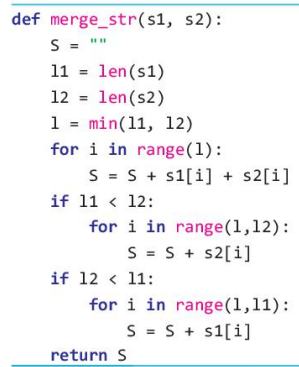 def merge_str(s1, s2):
    S = ""
    l1 = len(s1)
    l2 = len(s2)
    l = min(l1, l2)
    for i in range(l):
        S = S + s1[i] + s2[i]
    if l1 < l2:
        for i in range(l,l2):
            S = S + s2[i]
    if l2 < l1:
        for i in range(l,l1):
            S = S + s1[i]
    return S